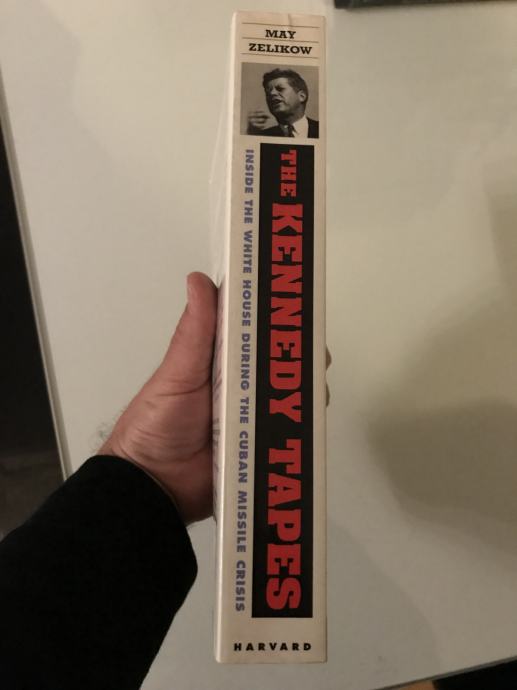 MAY
ZELIKOW
THE KENNEDY TAPES
INSIDE THE WHITE HOUSE DURING THE CUBAN MISSILE CRISIS
HARVARD